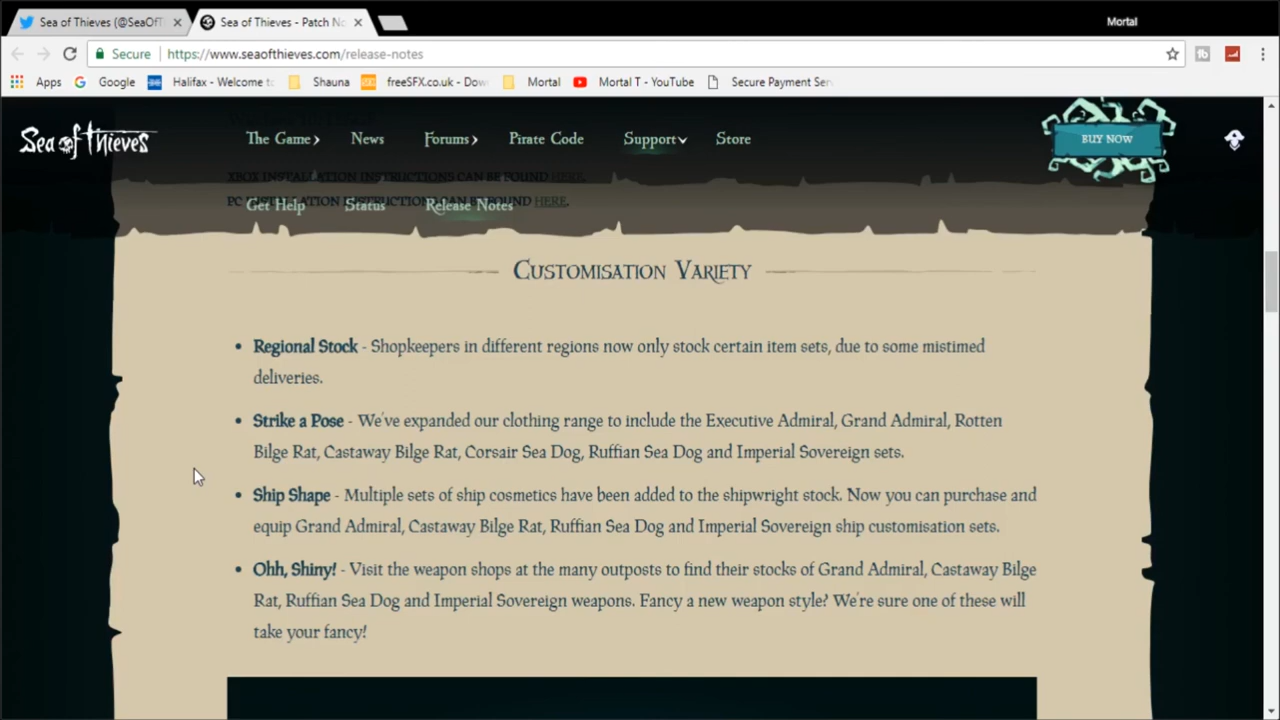 Sea of Thieves (@SeaOfT
Sea of Thieves - Patch No
Mortal
Secure
https://www.seaofthieves.com/release-notes
Apps
Google
Halifax - Welcome to
Shauna
freeSFX.co.uk - Dow
Mortal
Mortal T - YouTube
Secure Payment Ser
Sea of Thieves
The Game
News
Forums
Pirate Code
Support
Store
BUY NOW
XBOX INSTALLATION INSTRUCTIONS CAN BE FOUND HERE.
PC INSTALLATION INSTRUCTIONS CAN BE FOUND HERE.
Get Help
Status
Release Notes
Customisation Variety
• Regional Stock - Shopkeepers in different regions now only stock certain item sets, due to some mistimed
deliveries.
• Strike a Pose - We've expanded our clothing range to include the Executive Admiral, Grand Admiral, Rotten
Bilge Rat, Castaway Bilge Rat, Corsair Sea Dog, Ruffian Sea Dog and Imperial Sovereign sets.
• Ship Shape - Multiple sets of ship cosmetics have been added to the shipwright stock. Now you can purchase and
equip Grand Admiral, Castaway Bilge Rat, Ruffian Sea Dog and Imperial Sovereign ship customisation sets.
• Ohh, Shiny! - Visit the weapon shops at the many outposts to find their stocks of Grand Admiral, Castaway Bilge
Rat, Ruffian Sea Dog and Imperial Sovereign weapons. Fancy a new weapon style? We're sure one of these will
take your fancy!